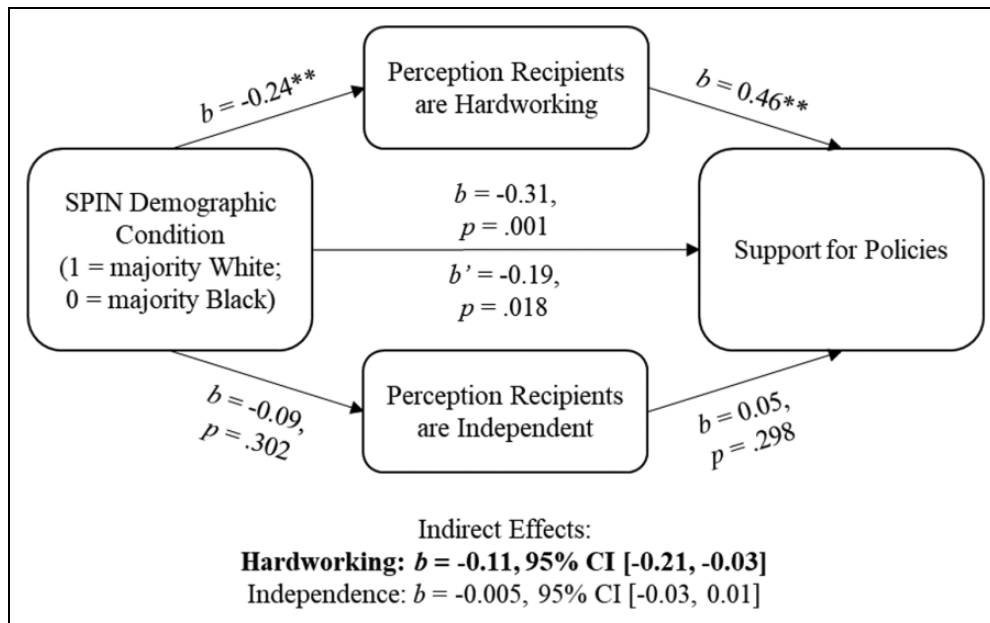 b = -0.24**
Perception Recipients
are Hardworking
b = 0.46**
SPIN Demographic
Condition
(1 = majority White;
0 = majority Black)
b = -0.31,
p = .001
b’ = -0.19,
p = .018
Support for Policies
b = -0.09,
p = .302
Perception Recipients
are Independent
b = 0.05,
p = .298
Indirect Effects:
Hardworking: b = -0.11, 95% CI [-0.21, -0.03]
Independence: b = -0.005, 95% CI [-0.03, 0.01]